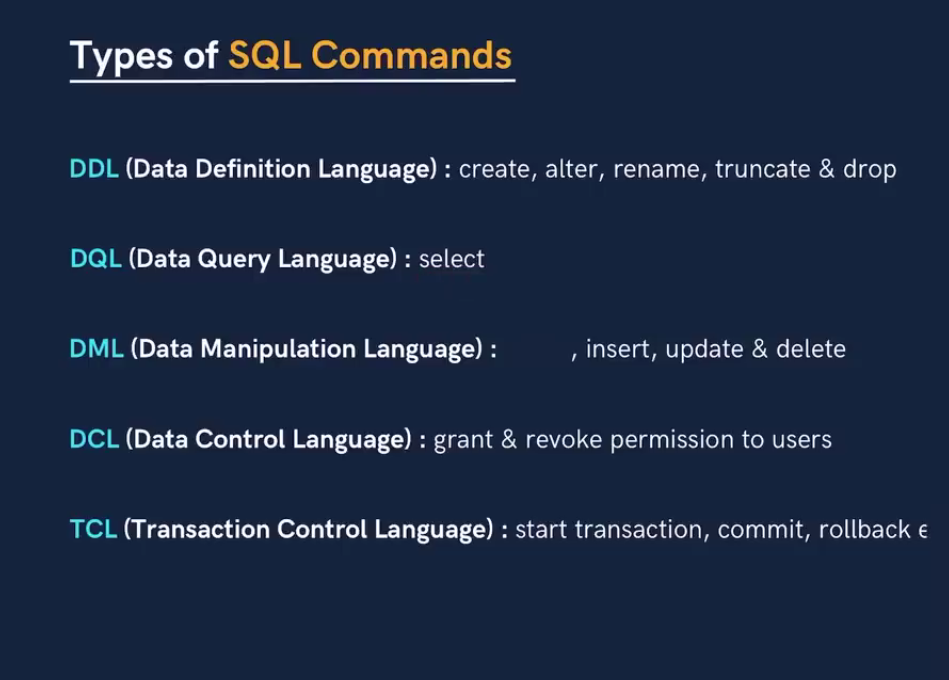 Types of SQL Commands
DDL (Data Definition Language) : create, alter, rename, truncate & drop
DQL (Data Query Language) : select
DML (Data Manipulation Language) : , insert, update & delete
DCL (Data Control Language) : grant & revoke permission to users
TCL (Transaction Control Language) : start transaction, commit, rollback